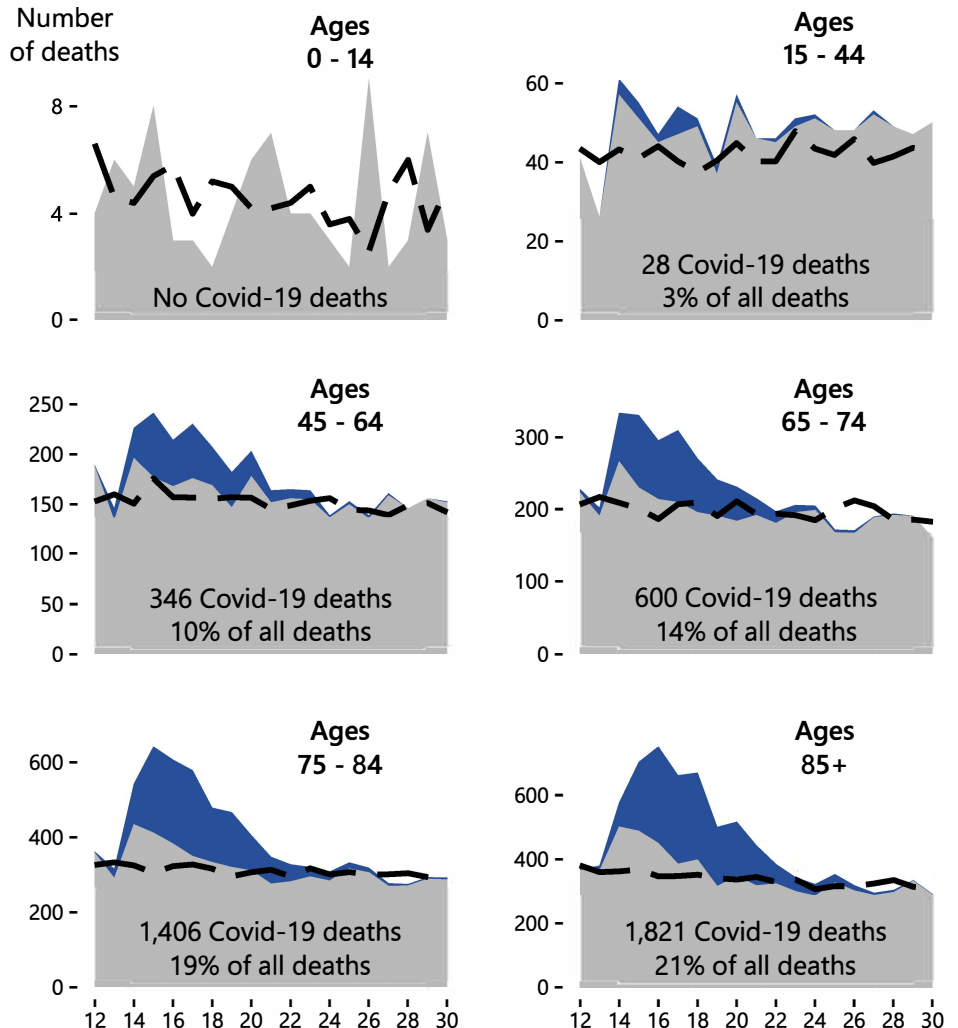 Number
of deaths
Ages
0 - 14
8
4
0
No Covid-19 deaths
Ages
15 - 44
60
40
20
0
28 Covid-19 deaths
3% of all deaths
Ages
45 - 64
250
200
150
100
50
0
346 Covid-19 deaths
10% of all deaths
Ages
65 - 74
300
200
100
0
600 Covid-19 deaths
14% of all deaths
Ages
75 - 84
600
400
200
0
1,406 Covid-19 deaths
19% of all deaths
12 14 16 18 20 22 24 26 28 30
Ages
85+
600
400
200
0
1,821 Covid-19 deaths
21% of all deaths
12 14 16 18 20 22 24 26 28 30